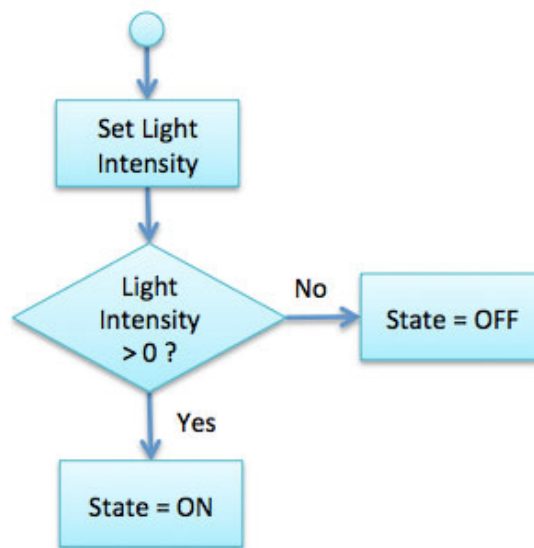 Set Light
Intensity
Light
Intensity
> 0 ?
No
State = OFF
Yes
State = ON